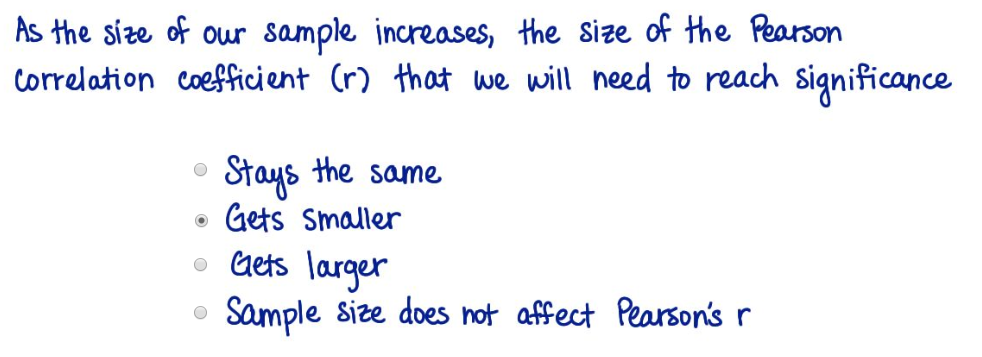 As the size of our sample increases, the size of the Pearson
Correlation coefficient (r) that we will need to reach significance
Stays the same
Gets smaller
Gets larger
Sample size does not affect Pearson's r